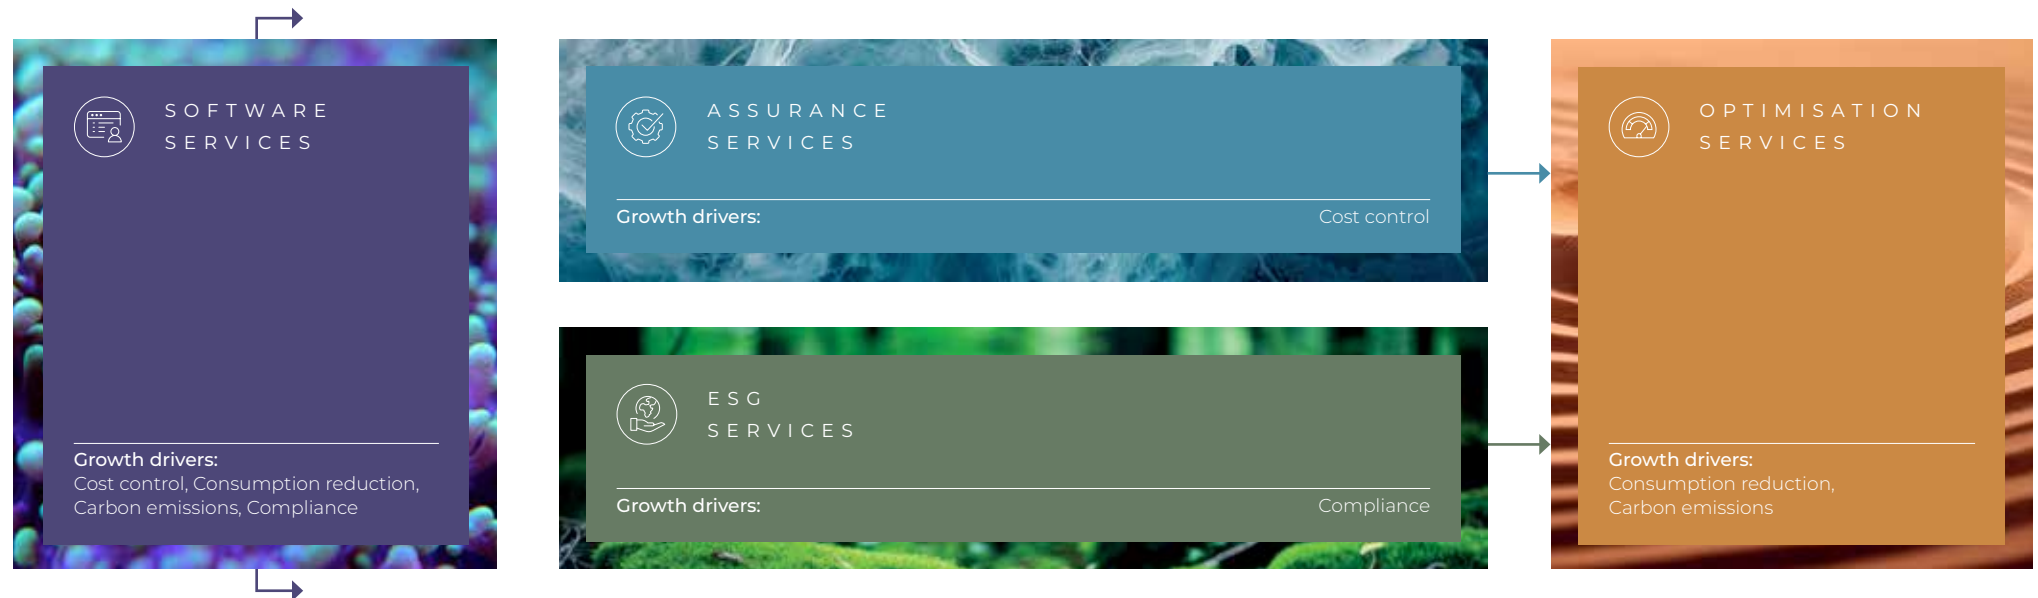 SOFTWARE
SERVICES
Growth drivers:
Cost control, Consumption reduction,
Carbon emissions, Compliance
ASSURANCE
SERVICES
Growth drivers: Cost control
ESG
SERVICES
Growth drivers: Compliance
OPTIMISATION
SERVICES
Growth drivers:
Consumption reduction,
Carbon emissions